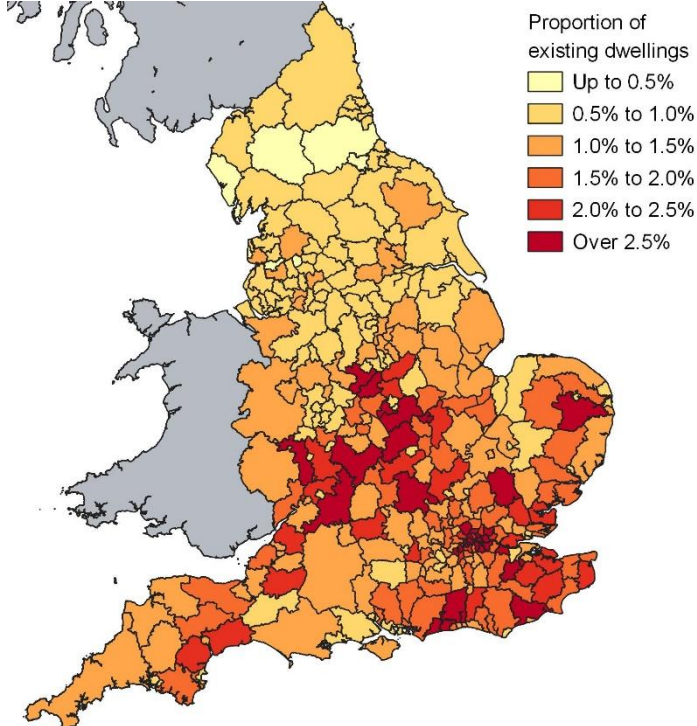 Proportion of
existing dwellings
Up to 0.5%
0.5% to 1.0%
1.0% to 1.5%
1.5% to 2.0%
2.0% to 2.5%
Over 2.5%